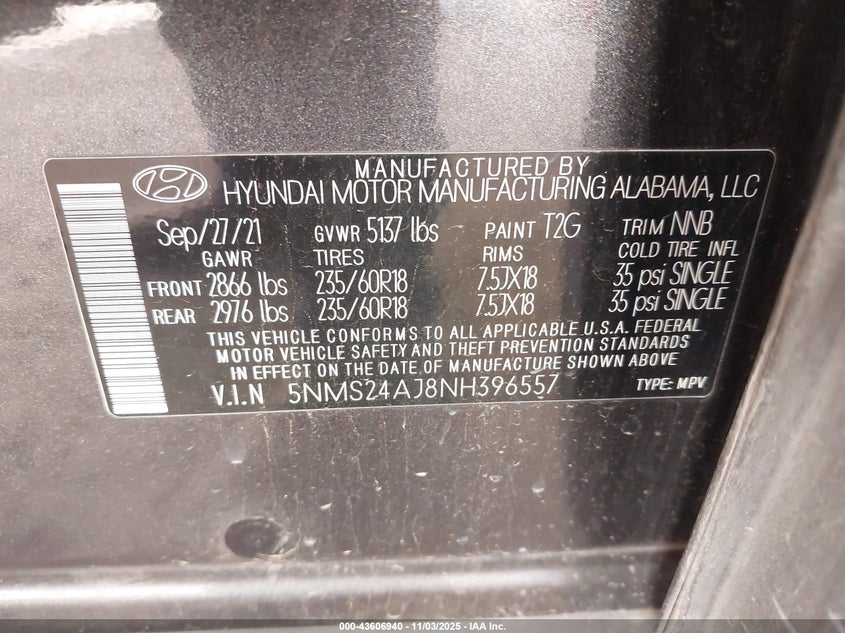 MANUFACTURED BY
HYUNDAI MOTOR MANUFACTURING ALABAMA, LLC
Sep/27/21 GVWR 5137 lbs PAINT T2G TRIM NNB
GAWR TIRES RIMS COLD TIRE INFL
FRONT 2866 lbs 235/60R18 7.5JX18 35 psi SINGLE
REAR 2976 lbs 235/60R18 7.5JX18 35 psi SINGLE
THIS VEHICLE CONFORMS TO ALL APPLICABLE U.S.A. FEDERAL
MOTOR VEHICLE SAFETY AND THEFT PREVENTION STANDARDS
IN EFFECT ON THE DATE OF MANUFACTURE SHOWN ABOVE
V.I.N 5NMS24AJ8NH396557 TYPE: MPV
000-43606940 - 11/03/2025 - IAA Inc.